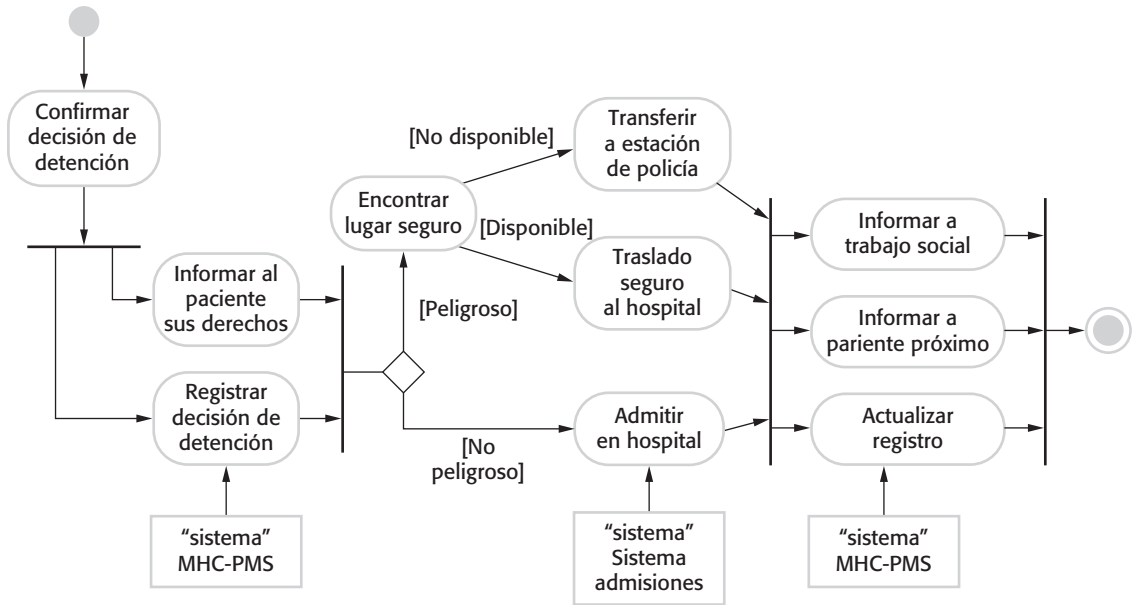 Confirmar
decisión de
detención
Informar al
paciente
sus derechos
Registrar
decisión de
detención
“sistema”
MHC-PMS
Encontrar
lugar seguro
[Peligroso]
[No
peligroso]
[No disponible]
[Disponible]
Transferir
a estación
de policía
Traslado
seguro
al hospital
Admitir
en hospital
“sistema”
Sistema
admisiones
Informar a
trabajo social
Informar a
pariente próximo
Actualizar
registro
“sistema”
MHC-PMS